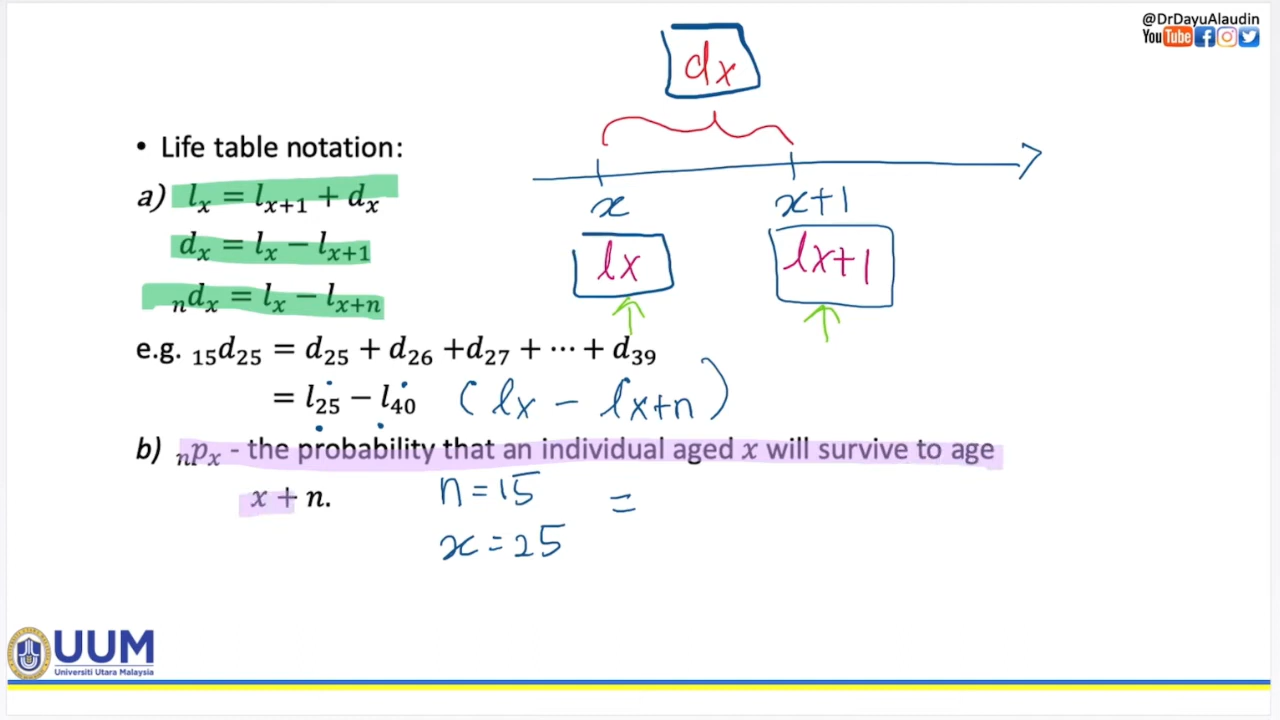 @DrDayuAlaudin
YouTube
dx
• Life table notation:
a) lₓ = lₓ₊₁ + dₓ
x x+1
dₓ = lₓ − lₓ₊₁
lx lx+1
ₙdₓ = lₓ − lₓ₊ₙ
e.g. ₁₅d₂₅ = d₂₅ + d₂₆ +d₂₇ + ⋯ + d₃₉
= l₂₅ − l₄₀ (lx − lx+n)
b) ₙpₓ - the probability that an individual aged x will survive to age
x + n.
n = 15 =
x = 25
UUM
Universiti Utara Malaysia